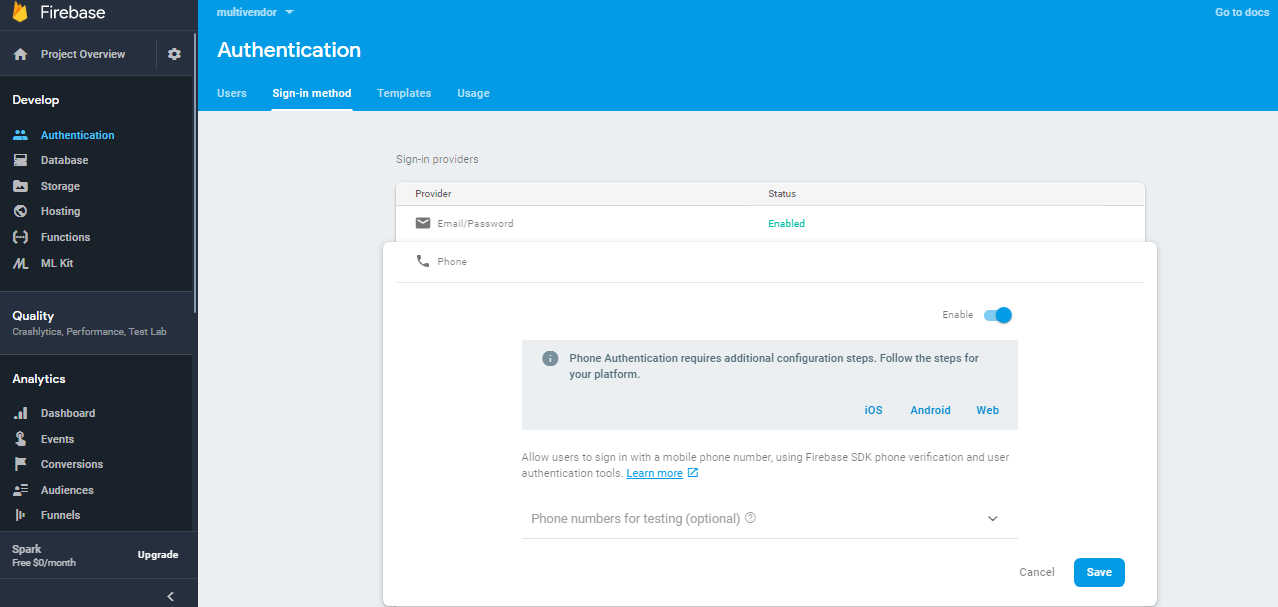 Firebase
Project Overview
Develop
Authentication
Database
Storage
Hosting
Functions
ML Kit
Quality
Crashlytics, Performance, Test Lab
Analytics
Dashboard
Events
Conversions
Audiences
Funnels
Spark
Free $0/month
Upgrade
multivendor
Go to docs
Authentication
Users Sign-in method Templates Usage
Sign-in providers
Provider Status
Email/Password Enabled
Phone
Enable
Phone Authentication requires additional configuration steps. Follow the steps for
your platform.
iOS Android Web
Allow users to sign in with a mobile phone number, using Firebase SDK phone verification and user
authentication tools. Learn more
Phone numbers for testing (optional)
Cancel Save